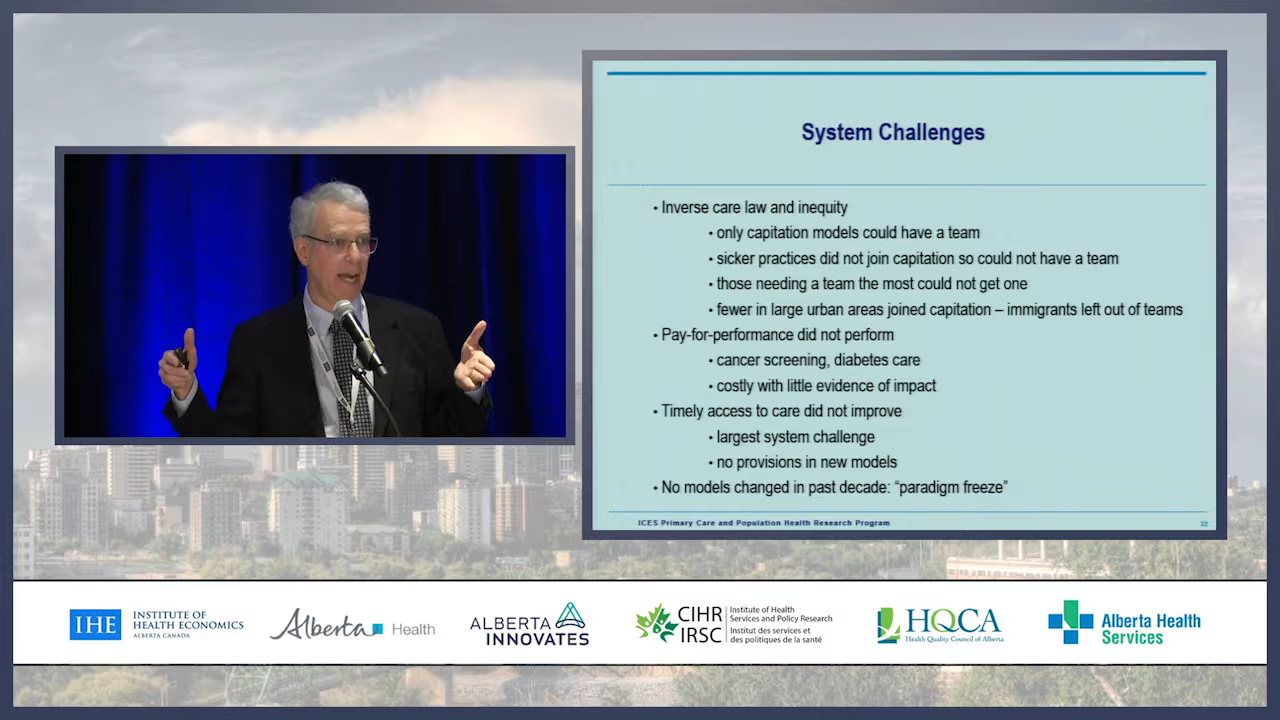 System Challenges
• Inverse care law and inequity
• only capitation models could have a team
• sicker practices did not join capitation so could not have a team
• those needing a team the most could not get one
• fewer in large urban areas joined capitation – immigrants left out of teams
• Pay-for-performance did not perform
• cancer screening, diabetes care
• costly with little evidence of impact
• Timely access to care did not improve
• largest system challenge
• no provisions in new models
• No models changed in past decade: “paradigm freeze”
ICES Primary Care and Population Health Research Program
22
IHE
INSTITUTE OF
HEALTH ECONOMICS
ALBERTA CANADA
Alberta Health
ALBERTA
INNOVATES
CIHR
IRSC
Institute of Health
Services and Policy Research
Institut des services et
des politiques de la santé
HQCA
Health Quality Council of Alberta
Alberta Health
Services